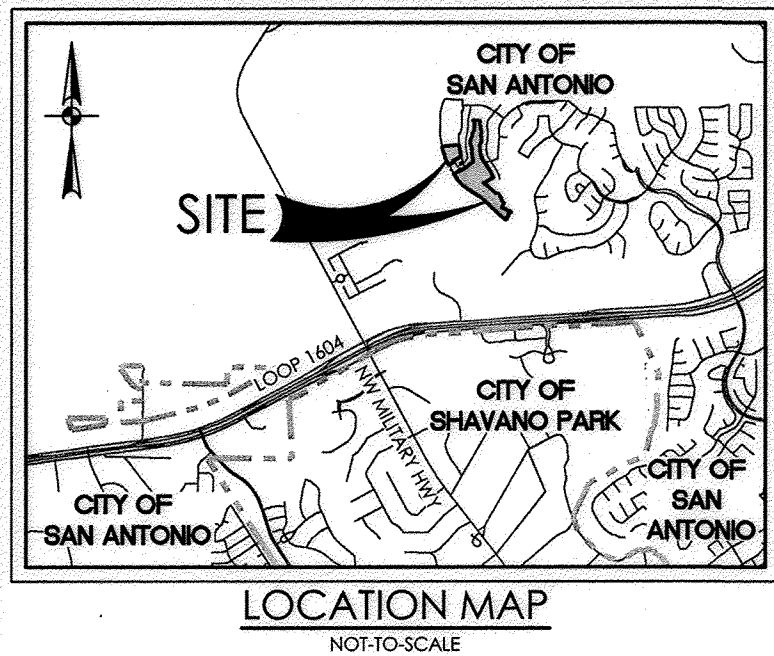 CITY OF
SAN ANTONIO
SITE
LOOP 1604
NW MILITARY HWY
CITY OF
SHAVANO PARK
CITY OF
SAN ANTONIO
CITY OF
SAN
ANTONIO
LOCATION MAP
NOT-TO-SCALE